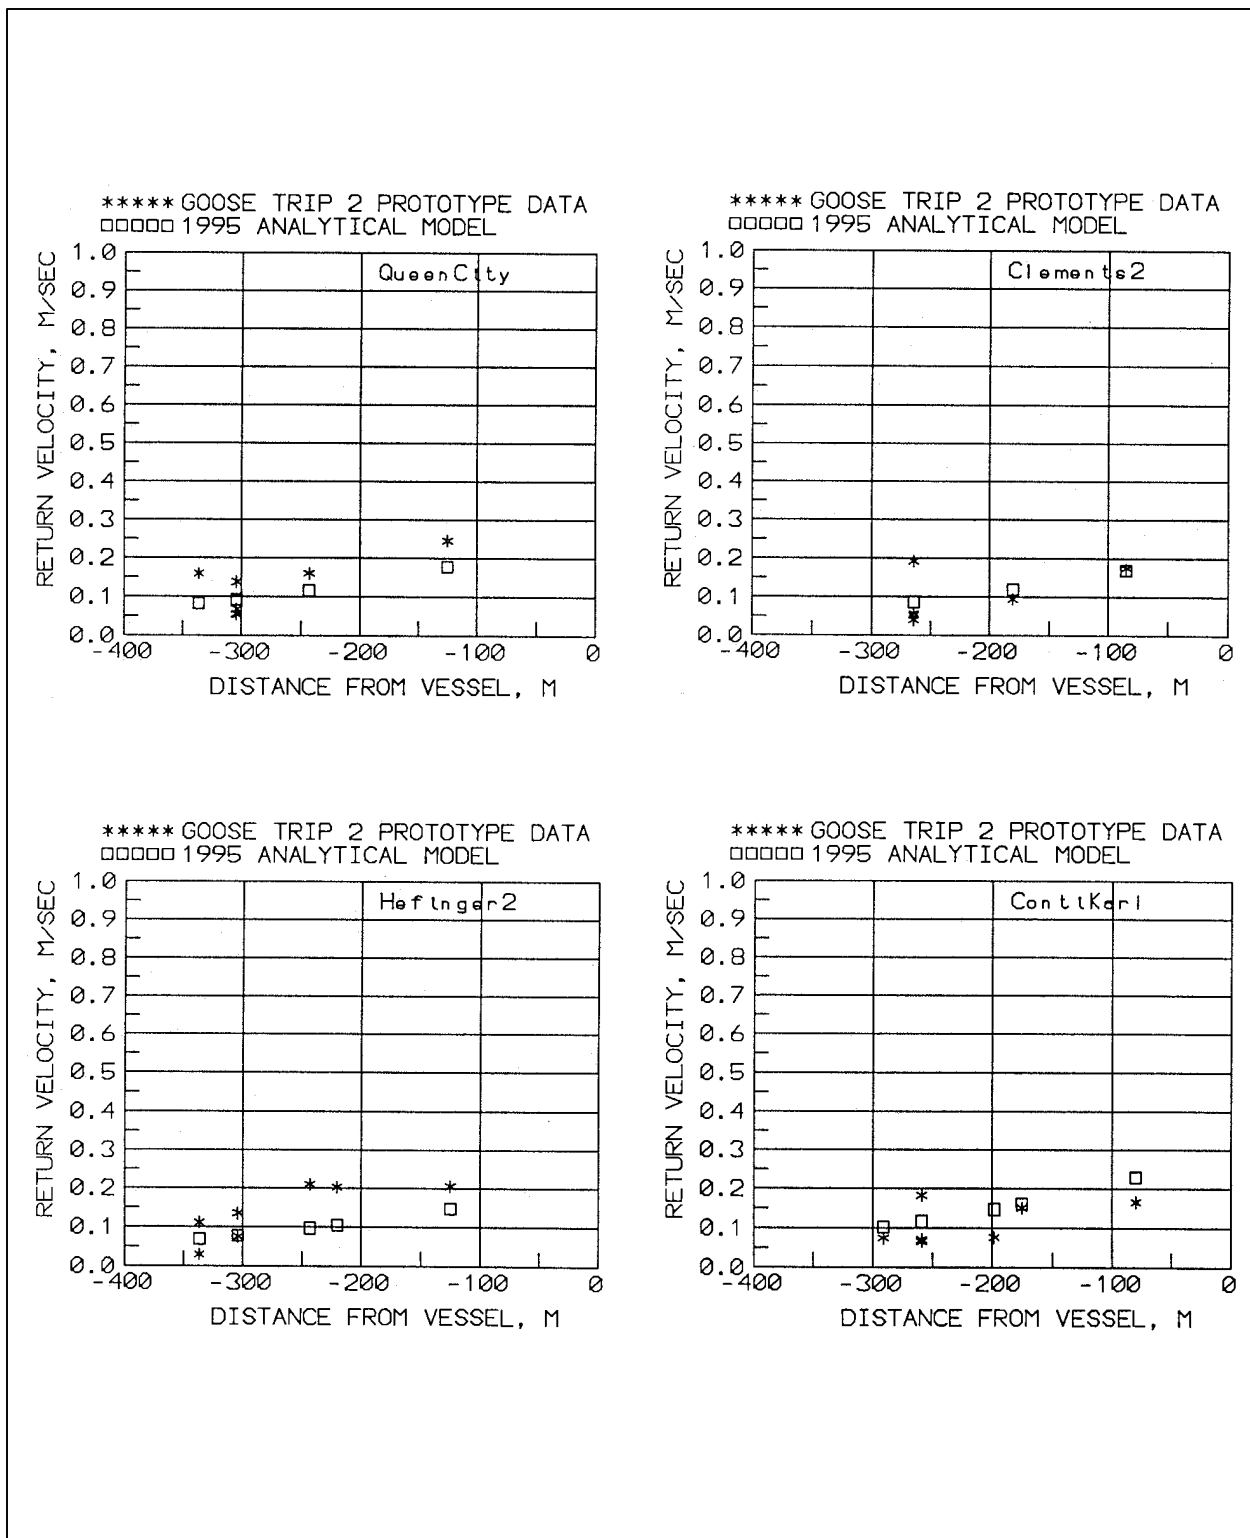 ***** GOOSE TRIP 2 PROTOTYPE DATA
□□□□□ 1995 ANALYTICAL MODEL
QueenCity
RETURN VELOCITY, M/SEC
1.0
0.9
0.8
0.7
0.6
0.5
0.4
0.3
0.2
0.1
0.0
-400 -300 -200 -100 0
DISTANCE FROM VESSEL, M
***** GOOSE TRIP 2 PROTOTYPE DATA
□□□□□ 1995 ANALYTICAL MODEL
Clements2
RETURN VELOCITY, M/SEC
1.0
0.9
0.8
0.7
0.6
0.5
0.4
0.3
0.2
0.1
0.0
-400 -300 -200 -100 0
DISTANCE FROM VESSEL, M
***** GOOSE TRIP 2 PROTOTYPE DATA
□□□□□ 1995 ANALYTICAL MODEL
Hefinger2
RETURN VELOCITY, M/SEC
1.0
0.9
0.8
0.7
0.6
0.5
0.4
0.3
0.2
0.1
0.0
-400 -300 -200 -100 0
DISTANCE FROM VESSEL, M
***** GOOSE TRIP 2 PROTOTYPE DATA
□□□□□ 1995 ANALYTICAL MODEL
ContiKarl
RETURN VELOCITY, M/SEC
1.0
0.9
0.8
0.7
0.6
0.5
0.4
0.3
0.2
0.1
0.0
-400 -300 -200 -100 0
DISTANCE FROM VESSEL, M